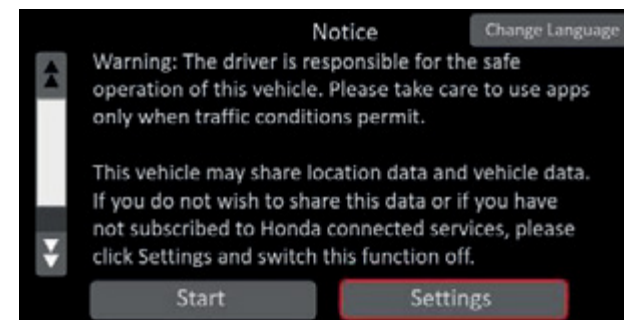 Notice
Change Language
Warning: The driver is responsible for the safe
operation of this vehicle. Please take care to use apps
only when traffic conditions permit.
This vehicle may share location data and vehicle data.
If you do not wish to share this data or if you have
not subscribed to Honda connected services, please
click Settings and switch this function off.
Start
Settings